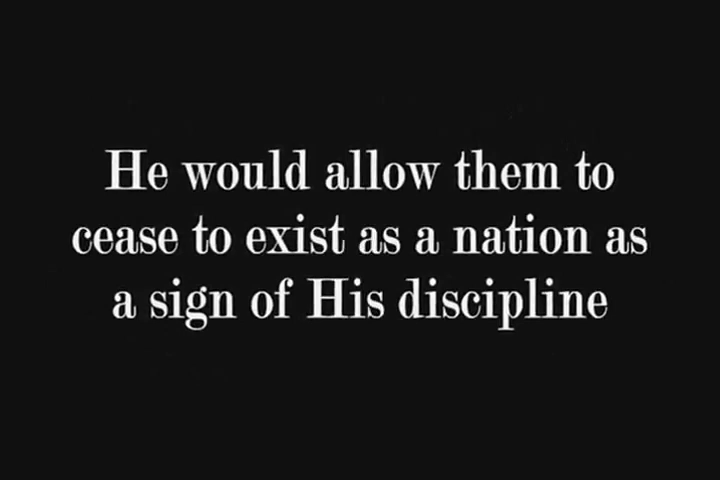 He would allow them to
cease to exist as a nation as
a sign of His discipline